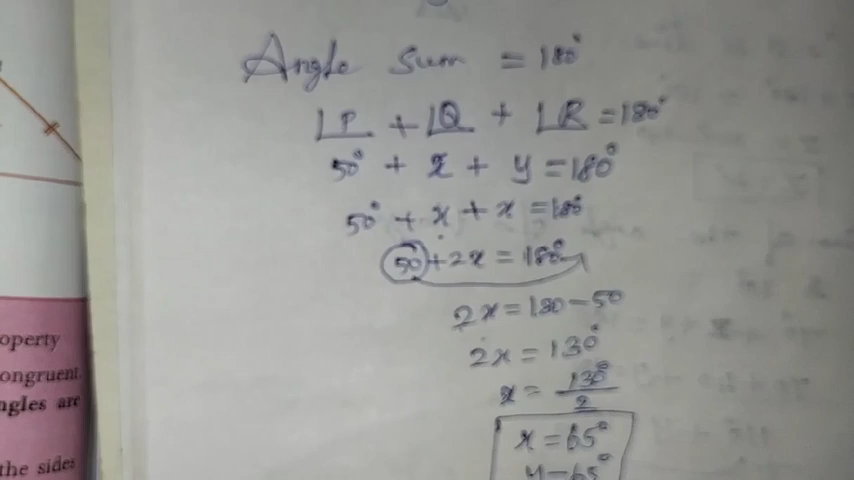 Angle Sum = 180°
∠P + ∠Q + ∠R = 180°
50° + x + y = 180°
50° + x + x = 180
50 + 2x = 180°
2x = 180 - 50
2x = 130°
x = 130° / 2
x = 65°
y = 65°
operty
ongruent.
ngles are
the sides